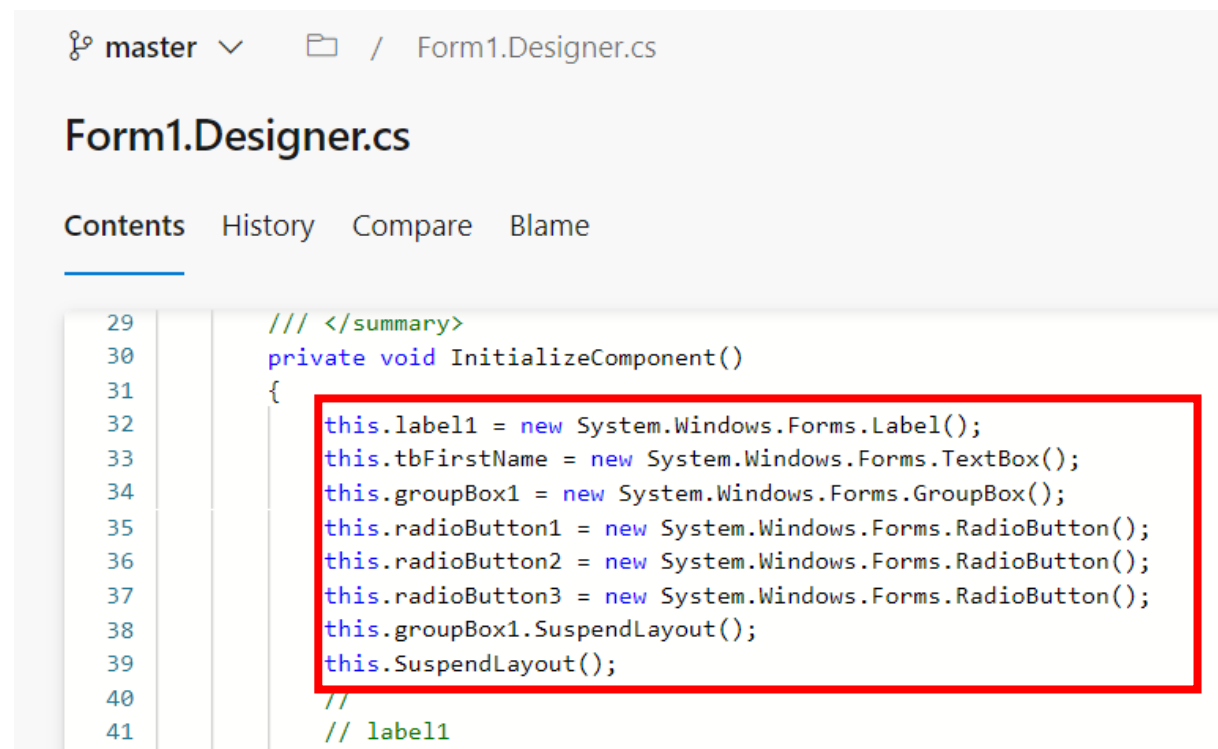 master / Form1.Designer.cs
Form1.Designer.cs
Contents History Compare Blame
29 /// </summary>
30 private void InitializeComponent()
31 {
32 this.label1 = new System.Windows.Forms.Label();
33 this.tbFirstName = new System.Windows.Forms.TextBox();
34 this.groupBox1 = new System.Windows.Forms.GroupBox();
35 this.radioButton1 = new System.Windows.Forms.RadioButton();
36 this.radioButton2 = new System.Windows.Forms.RadioButton();
37 this.radioButton3 = new System.Windows.Forms.RadioButton();
38 this.groupBox1.SuspendLayout();
39 this.SuspendLayout();
40 //
41 // label1